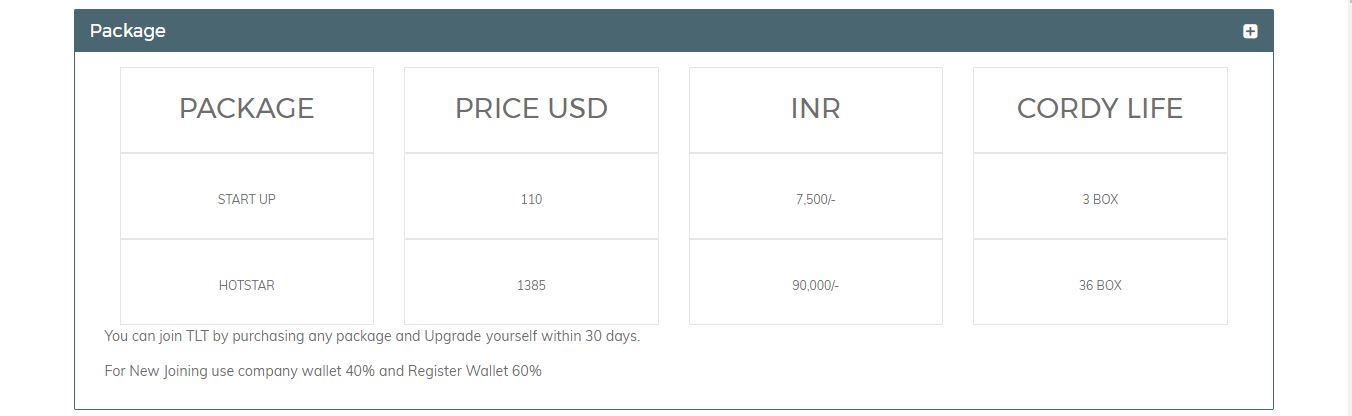 Package
PACKAGE PRICE USD INR CORDY LIFE
START UP 110 7,500/- 3 BOX
HOTSTAR 1385 90,000/- 36 BOX
You can join TLT by purchasing any package and Upgrade yourself within 30 days.
For New Joining use company wallet 40% and Register Wallet 60%